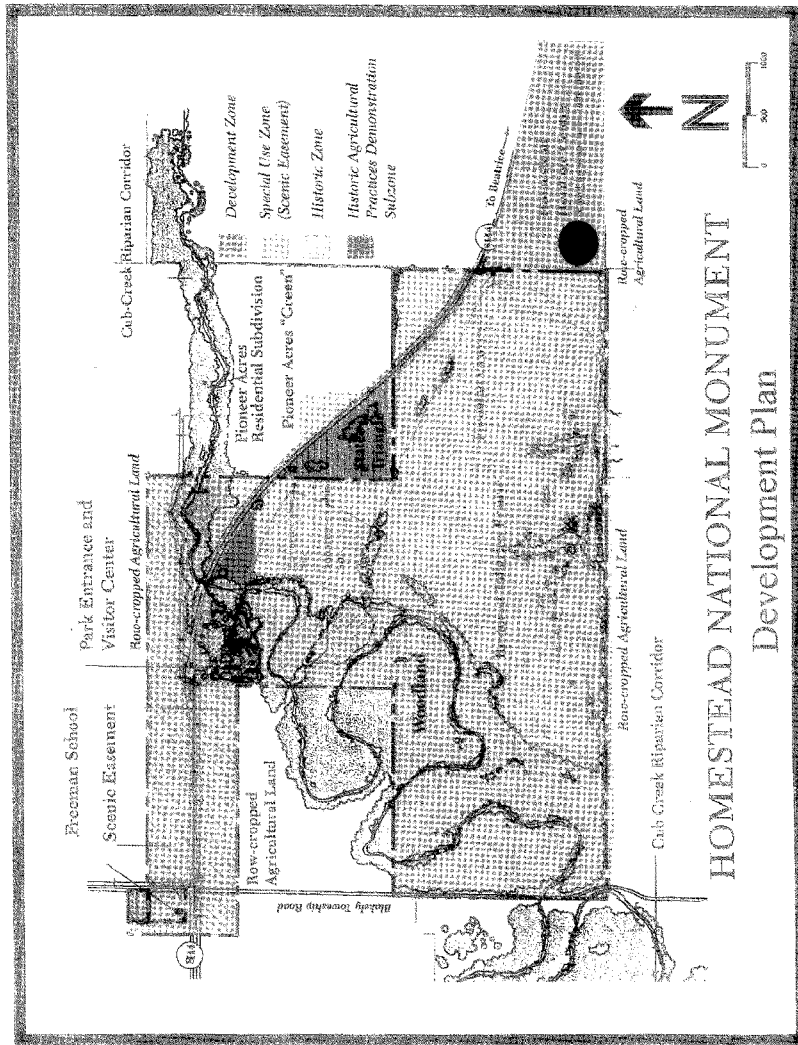 Freeman School
Scenic Easement
Park Entrance and
Visitor Center
Row-cropped Agricultural Land
Cub Creek Riparian Corridor
Development Zone
Special Use Zone
(Scenic Easement)
Historic Zone
Historic Agricultural
Practices Demonstration
Subzone
Pioneer Acres
Residential Subdivision
Pioneer Acres "Green"
Row-cropped
Agricultural Land
Blakely Township Road
Woodland
Triangle
To Beatrice
Row-cropped
Agricultural Land
Row-cropped Agricultural Land
Cub Creek Riparian Corridor
N
0 500 1000
HOMESTEAD NATIONAL MONUMENT
Development Plan